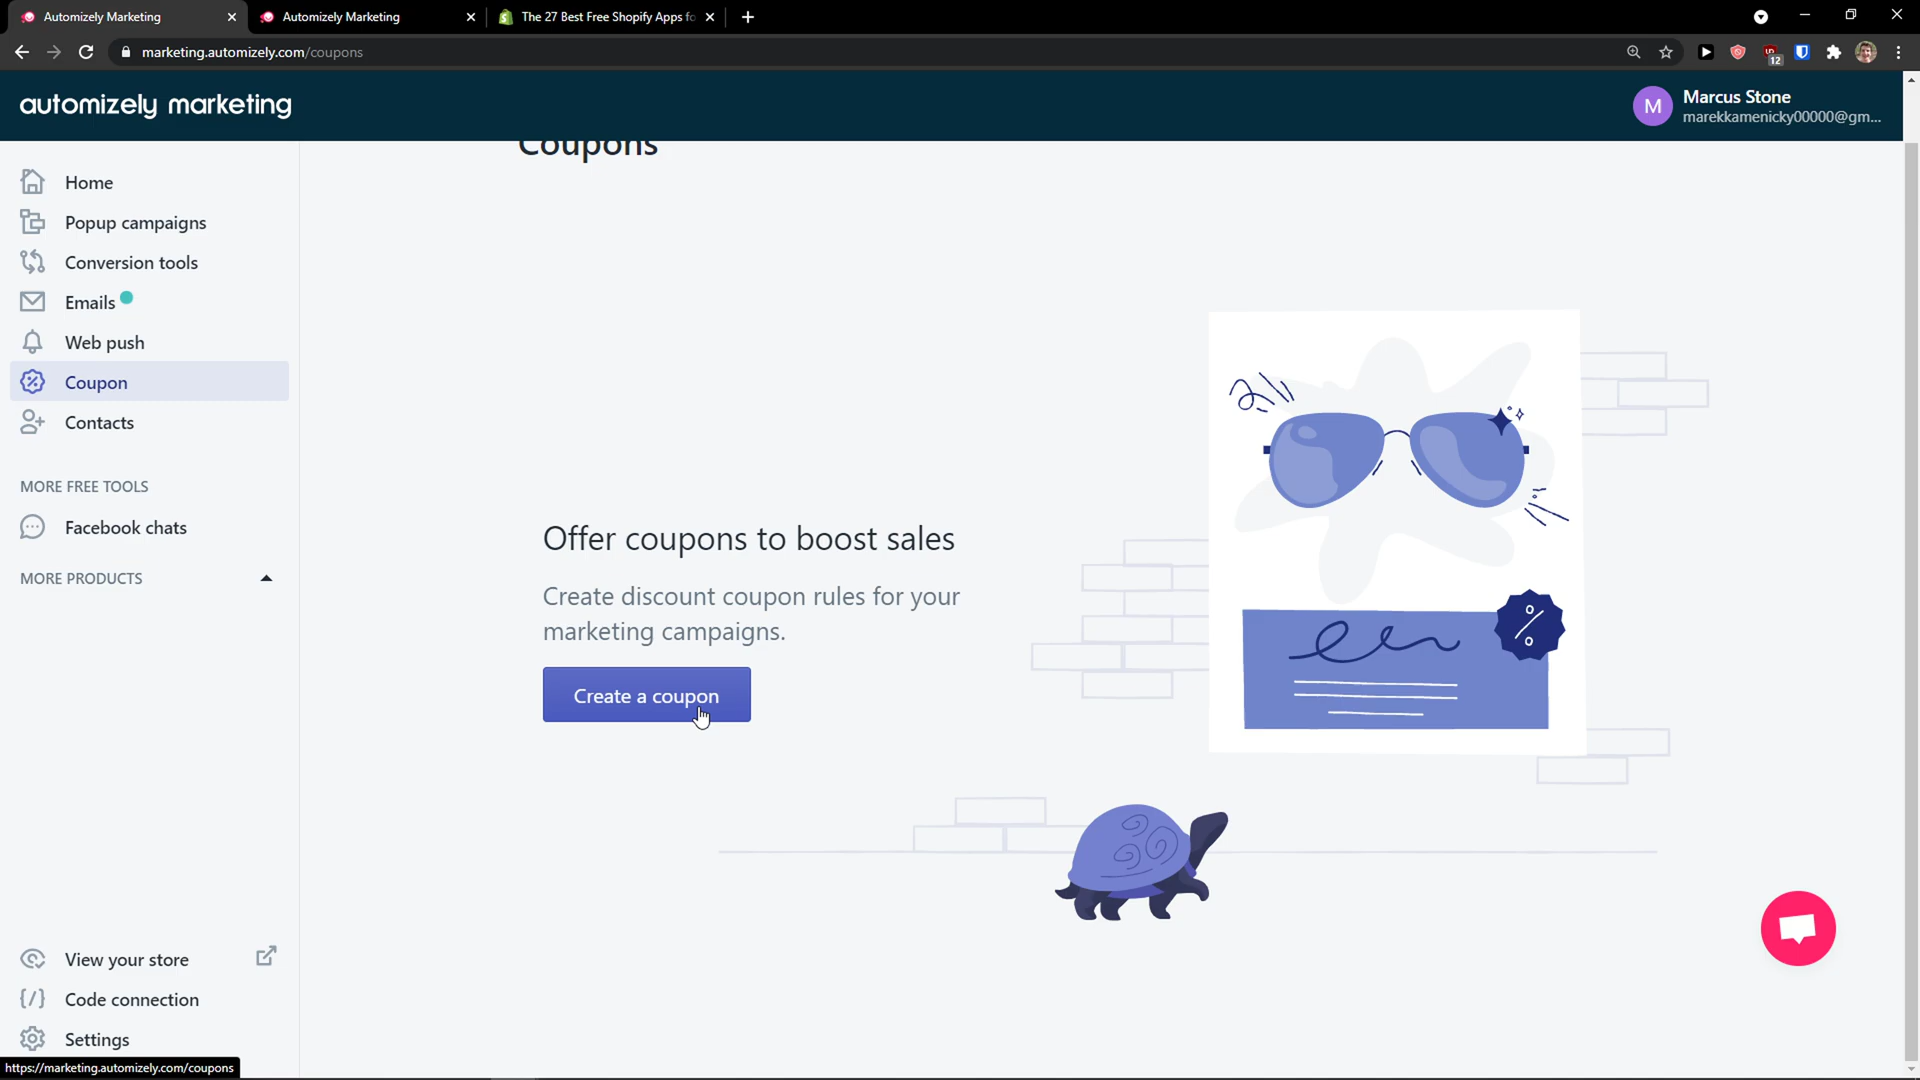 Automizely Marketing
Automizely Marketing
The 27 Best Free Shopify Apps fo
marketing.automizely.com/coupons
12
automizely marketing
M
Marcus Stone
marekkamenicky00000@gm...
Coupons
Home
Popup campaigns
Conversion tools
Emails
Web push
Coupon
Contacts
MORE FREE TOOLS
Facebook chats
MORE PRODUCTS
Offer coupons to boost sales
Create discount coupon rules for your
marketing campaigns.
Create a coupon
View your store
Code connection
Settings
https://marketing.automizely.com/coupons